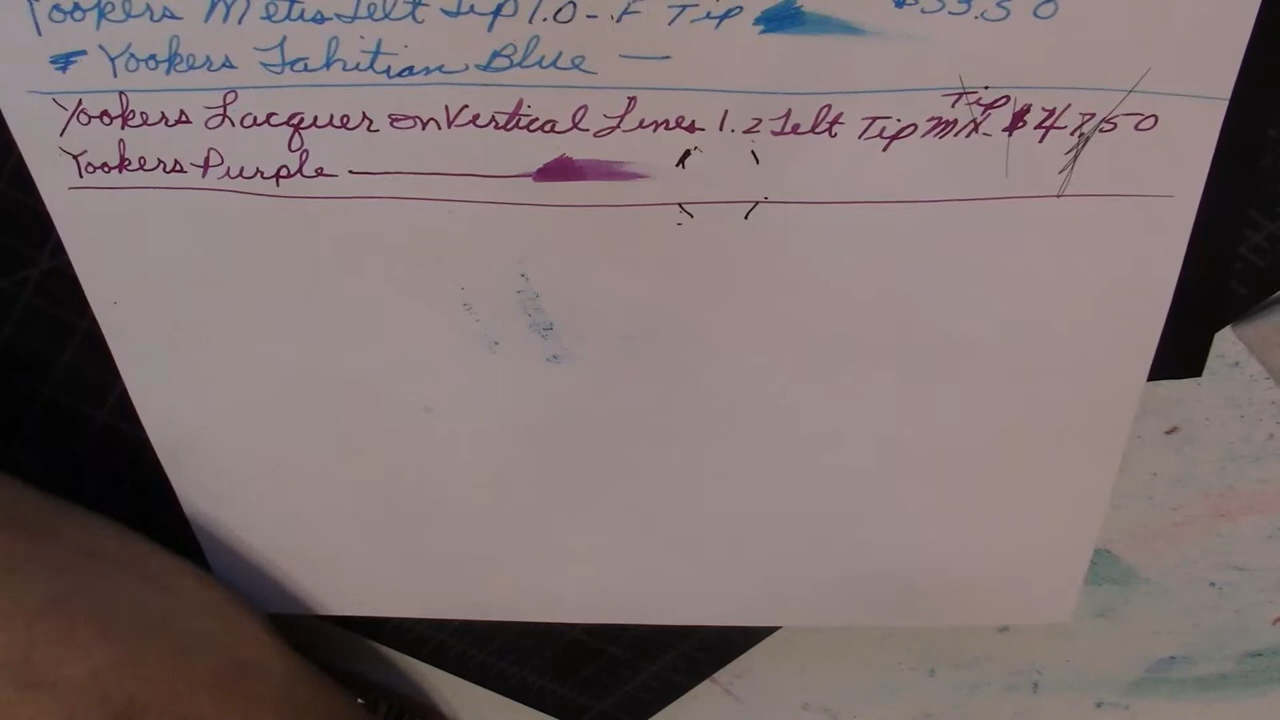 Yookers Metis Felt Tip 1.0 - F Tip $33.50
Yookers Tahitian Blue —
Yookers Lacquer on Vertical Lines 1.2 Felt Tip Tip
Yookers Purple —